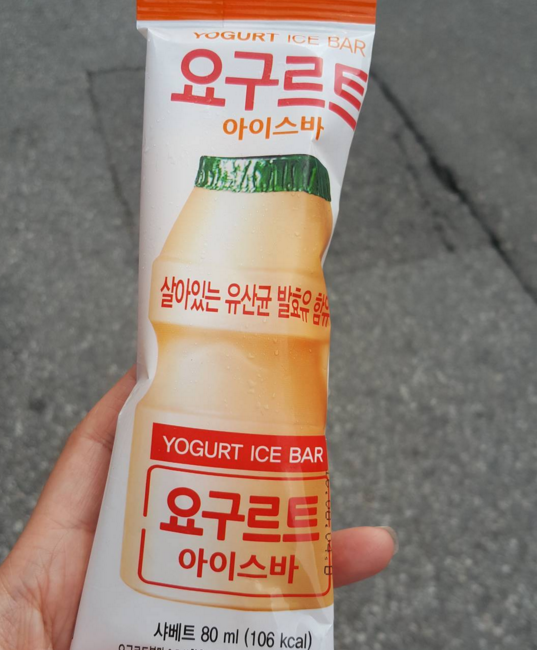 YOGURT ICE BAR
요구르트
아이스바
살아있는 유산균 발효유 함유
YOGURT ICE BAR
요구르트
아이스바
샤베트 80 ml (106 kcal)